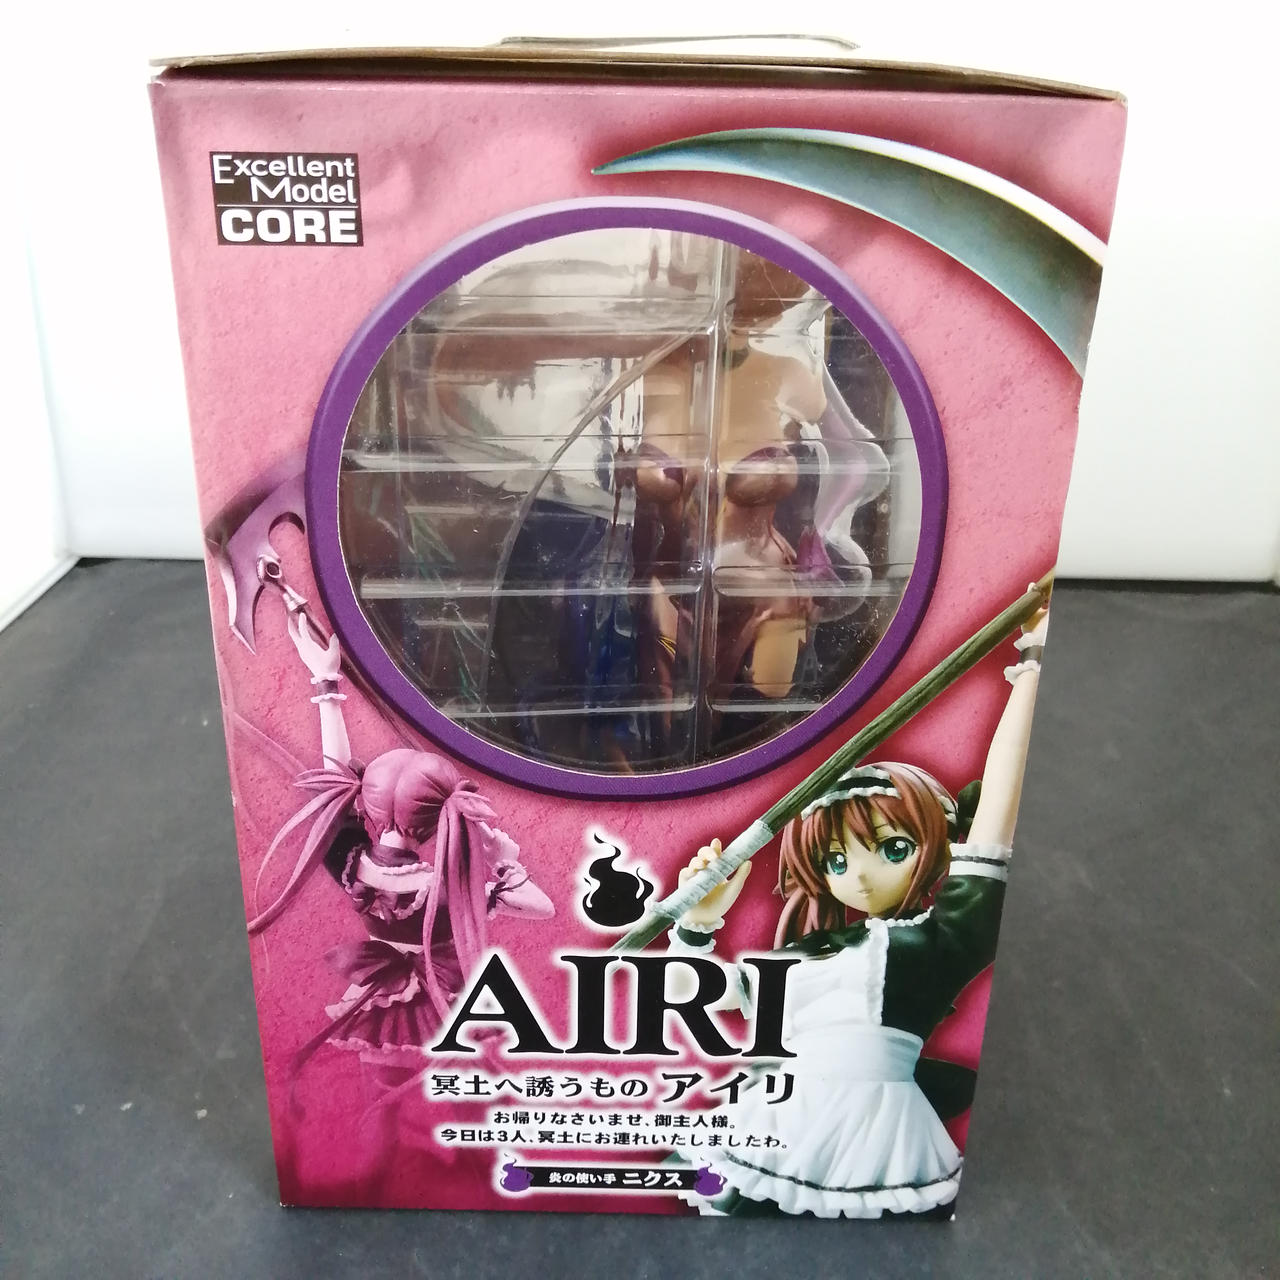 Excellent
Model
CORE
AIRI
冥土へ誘うもの アイリ
お帰りなさいませ、御主人様。
今日は3人、冥土にお連れいたしましたわ。
炎の使い手 ニクス